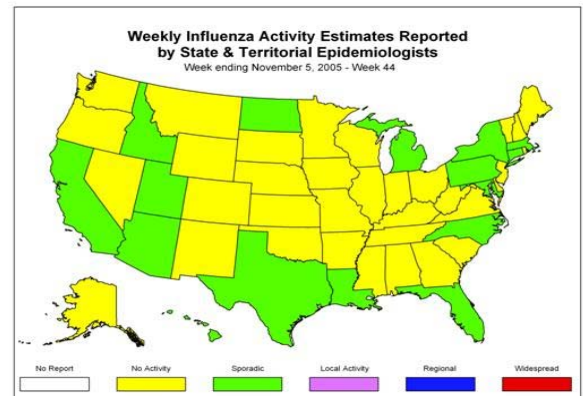 Weekly Influenza Activity Estimates Reported
by State & Territorial Epidemiologists
Week ending November 5, 2005 - Week 44
No Report No Activity Sporadic Local Activity Regional Widespread